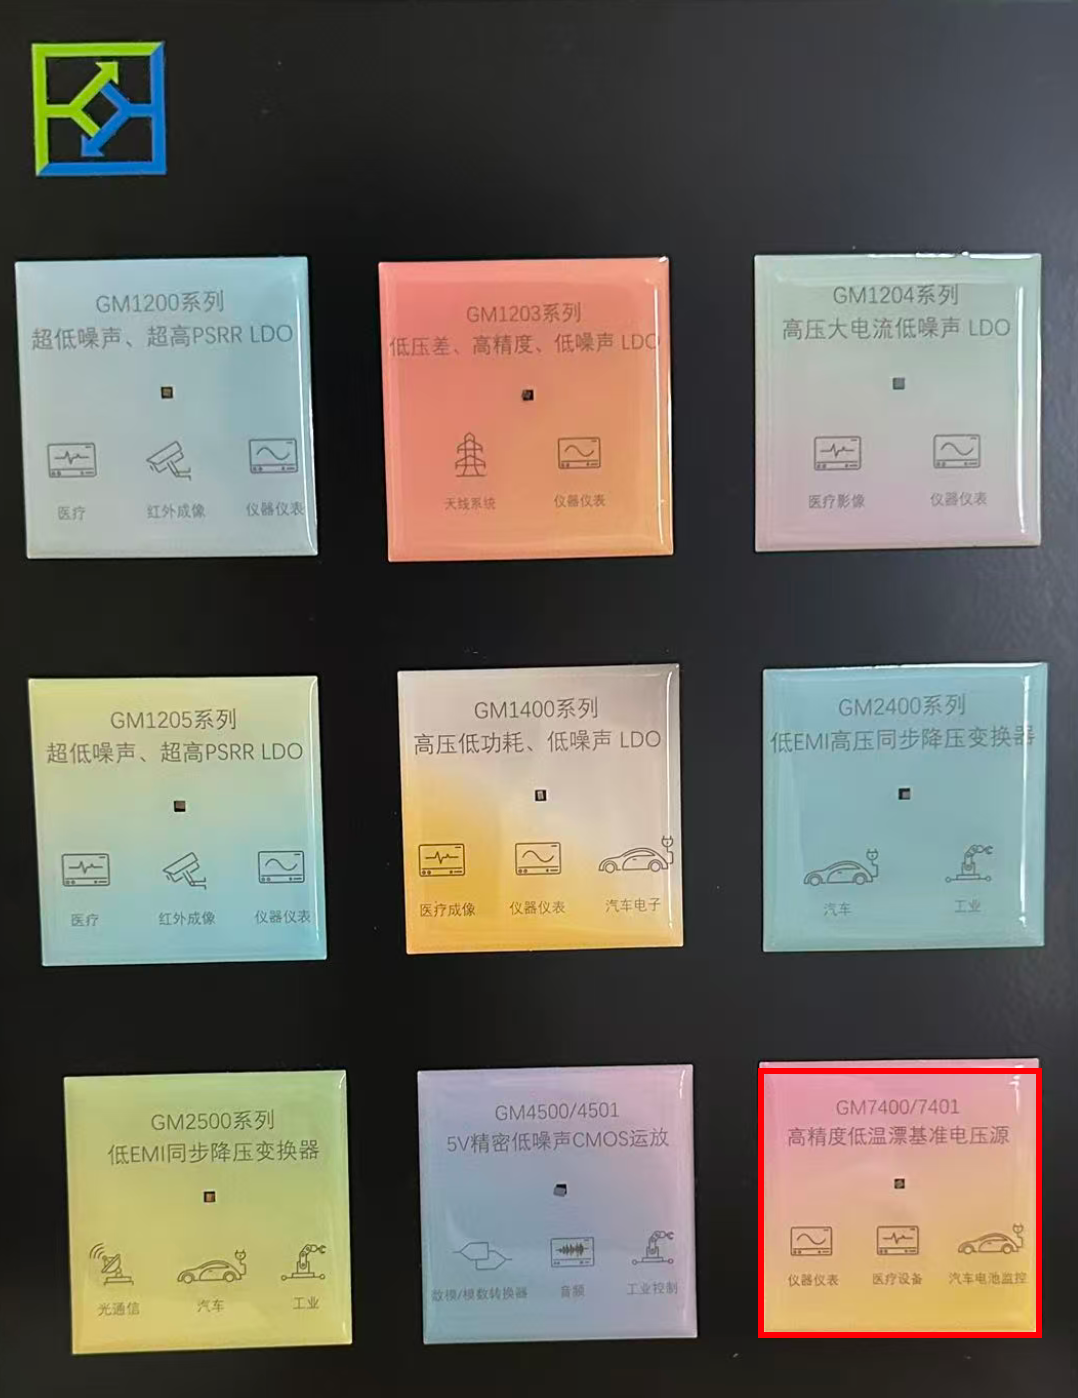 GM1200系列
超低噪声、超高PSRR LDO
医疗
红外成像
仪器仪表
GM1203系列
低压差、高精度、低噪声 LDO
天线系统
仪器仪表
GM1204系列
高压大电流低噪声 LDO
医疗影像
仪器仪表
GM1205系列
超低噪声、超高PSRR LDO
医疗
红外成像
仪器仪表
GM1400系列
高压低功耗、低噪声 LDO
医疗成像
仪器仪表
汽车电子
GM2400系列
低EMI高压同步降压变换器
汽车
工业
GM2500系列
低EMI同步降压变换器
光通信
汽车
工业
GM4500/4501
5V精密低噪声CMOS运放
数模/模数转换器
音频
工业控制
GM7400/7401
高精度低温漂基准电压源
仪器仪表
医疗设备
汽车电池监控